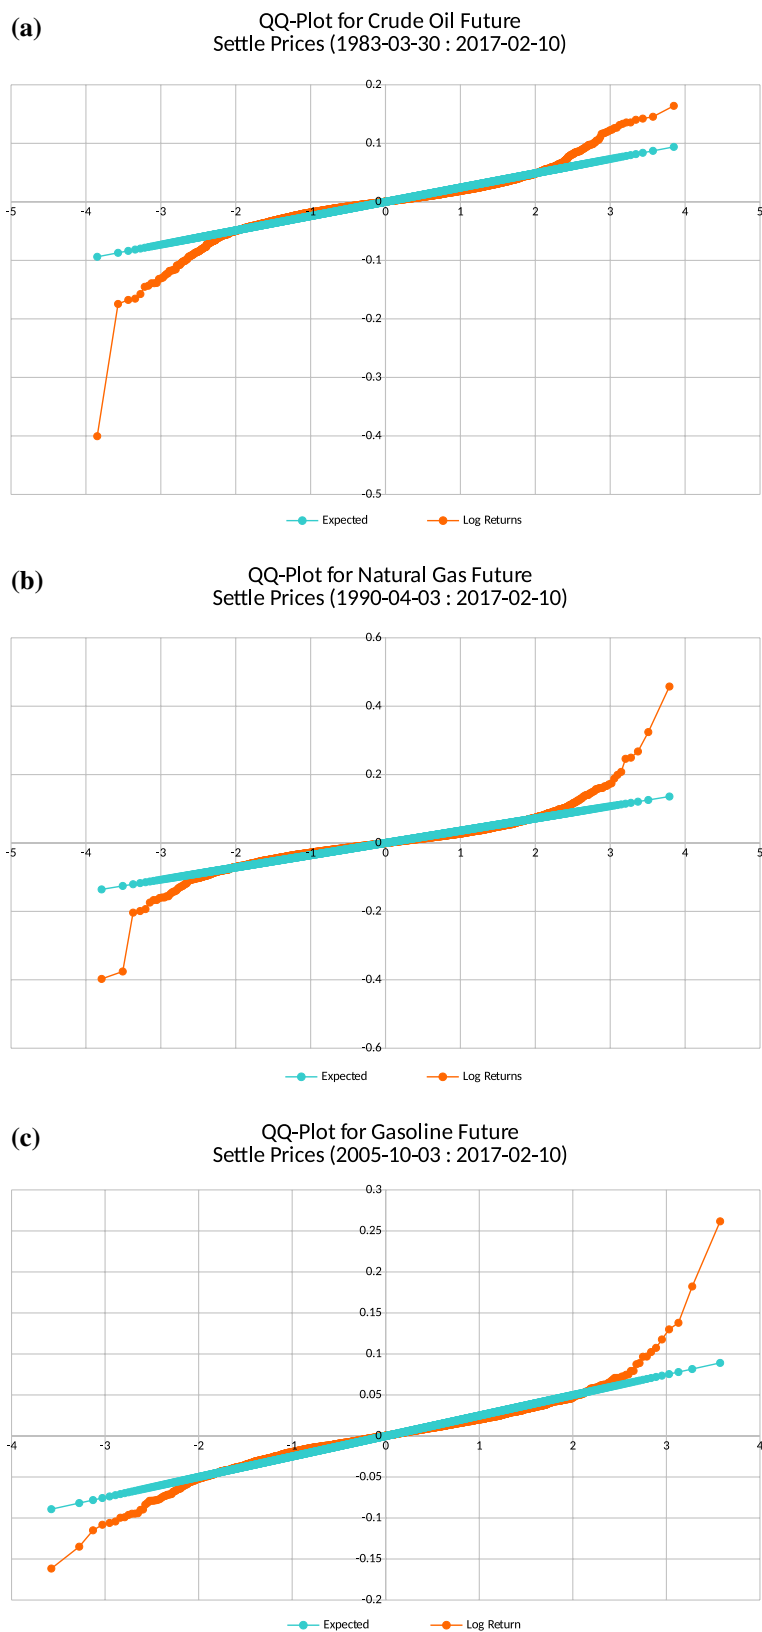 (a)
QQ-Plot for Crude Oil Future
Settle Prices (1983-03-30 : 2017-02-10)
0.2
0.1
0
-5 -4 -3 -2 -1 0 1 2 3 4 5
-0.1
-0.2
-0.3
-0.4
-0.5
Expected Log Returns
(b)
QQ-Plot for Natural Gas Future
Settle Prices (1990-04-03 : 2017-02-10)
0.6
0.4
0.2
0
-5 -4 -3 -2 -1 0 1 2 3 4 5
-0.2
-0.4
-0.6
Expected Log Returns
(c)
QQ-Plot for Gasoline Future
Settle Prices (2005-10-03 : 2017-02-10)
0.3
0.25
0.2
0.15
0.1
0.05
0
-4 -3 -2 -1 0 1 2 3 4
-0.05
-0.1
-0.15
-0.2
Expected Log Return